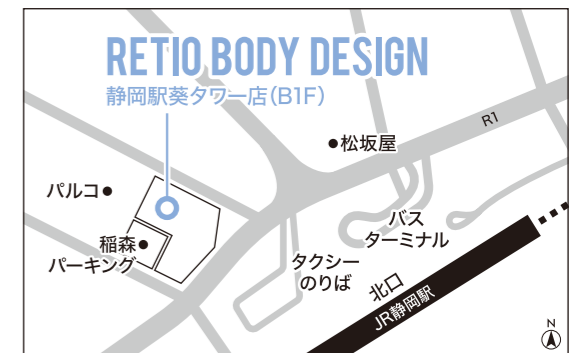 RETIO BODY DESIGN
静岡駅葵タワー店(B1F)
●松坂屋
R1
パルコ●
稲森●
パーキング
バス
ターミナル
タクシー
のりば
北口
JR静岡駅
N